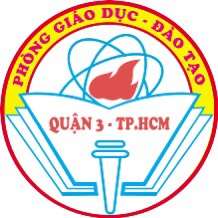 PHÒNG GIÁO DỤC - ĐÀO TẠO
QUẬN 3 - TP.HCM